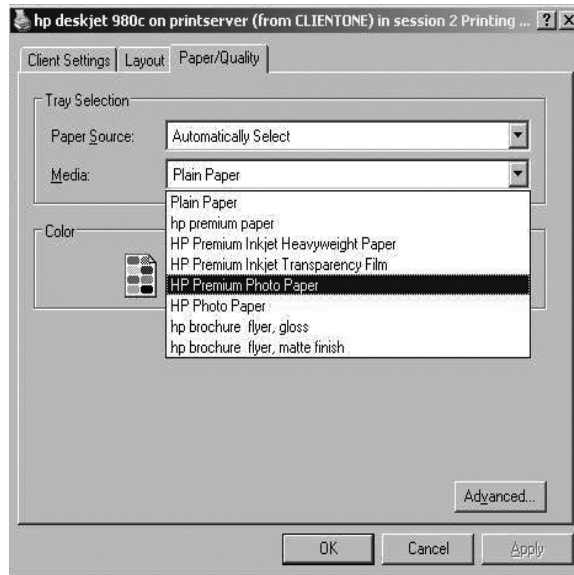 hp deskjet 980c on printserver (from CLIENTONE) in session 2 Printing ...
Client Settings Layout Paper/Quality
Tray Selection
Paper Source: Automatically Select
Media: Plain Paper
Plain Paper
hp premium paper
HP Premium Inkjet Heavyweight Paper
HP Premium Inkjet Transparency Film
Color
HP Premium Photo Paper
HP Photo Paper
hp brochure flyer, gloss
hp brochure flyer, matte finish
Advanced...
OK Cancel Apply